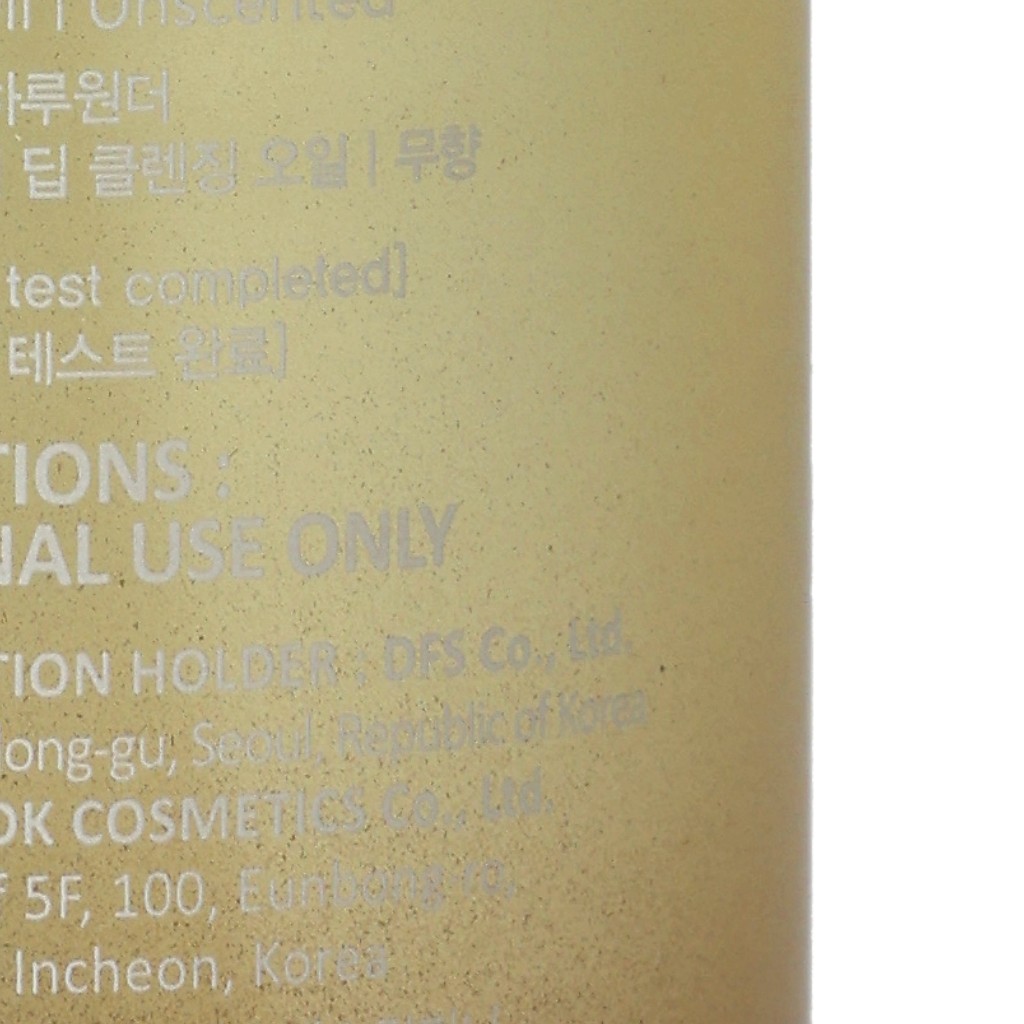 | Unscented
하루원더
딥 클렌징 오일 | 무향
test completed]
테스트 완료]
TIONS :
NAL USE ONLY
TION HOLDER : DFS Co., Ltd.
ong-gu, Seoul, Republic of Korea
OK COSMETICS Co., Ltd.
5F, 100, Eunbong-ro,
Incheon, Korea